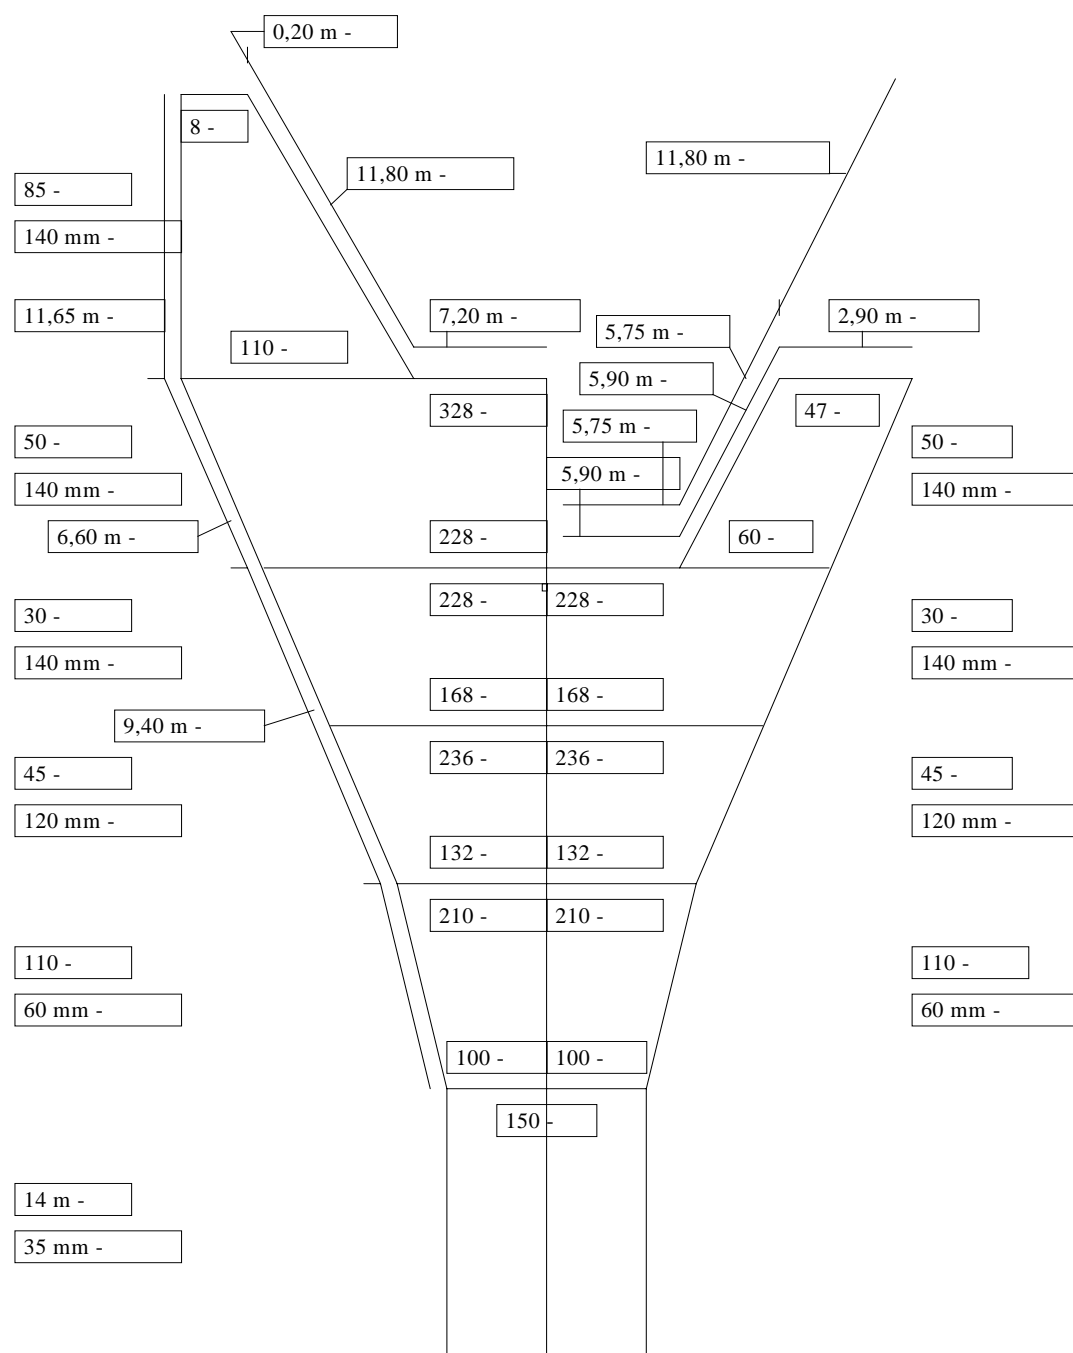 0,20 m -
8 -
11,80 m -
11,80 m -
85 -
140 mm -
11,65 m -
7,20 m -
2,90 m -
5,75 m -
110 -
5,90 m -
328 -
47 -
5,75 m -
50 -
50 -
5,90 m -
140 mm -
140 mm -
6,60 m -
228 -
60 -
228 -
228 -
30 -
30 -
140 mm -
140 mm -
168 -
168 -
9,40 m -
236 -
236 -
45 -
45 -
120 mm -
120 mm -
132 -
132 -
210 -
210 -
110 -
110 -
60 mm -
60 mm -
100 -
100 -
150 -
14 m -
35 mm -